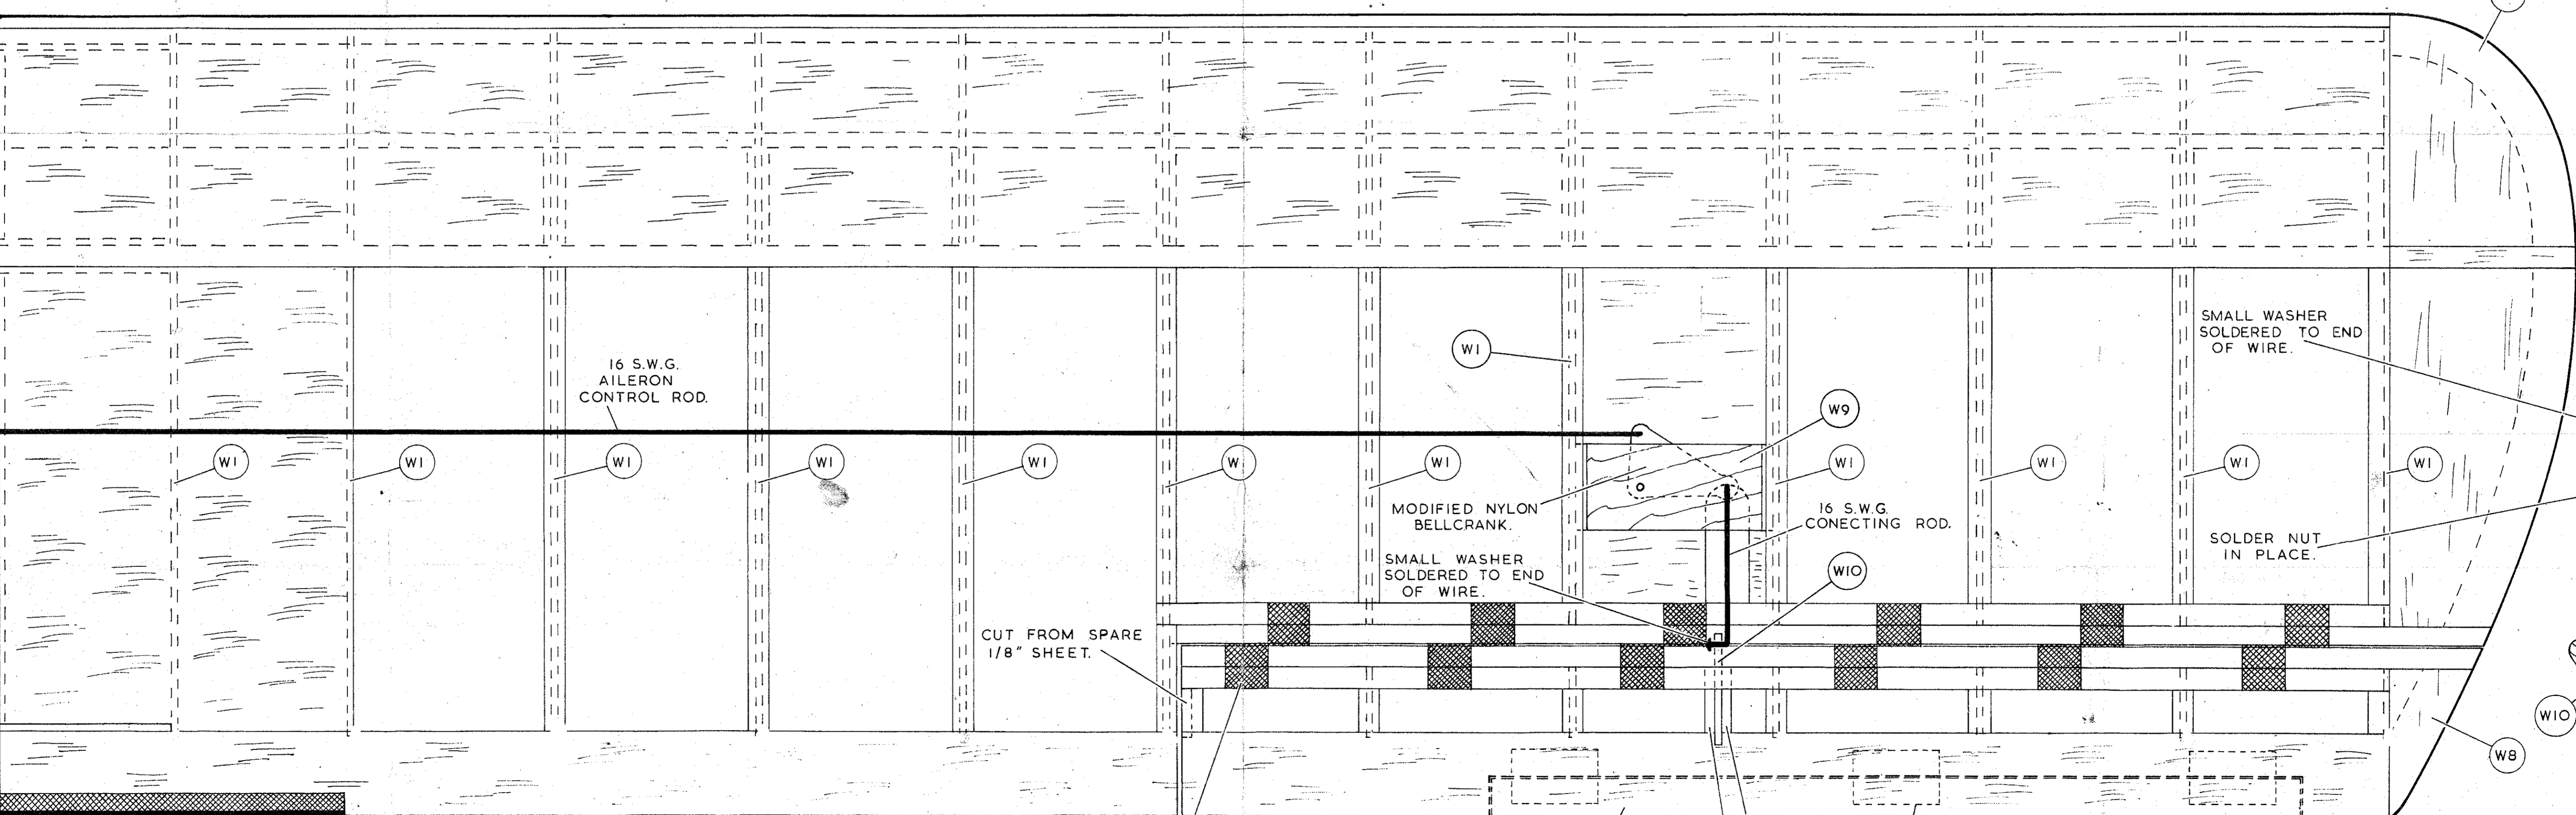 SMALL WASHER
SOLDERED TO END
OF WIRE.
W1
16 S.W.G.
AILERON
CONTROL ROD.
W9
W1
W1
W1
W1
W1
W
W1
W1
W1
W1
W1
MODIFIED NYLON
BELLCRANK.
16 S.W.G.
CONECTING ROD.
SOLDER NUT
IN PLACE.
SMALL WASHER
SOLDERED TO END
OF WIRE.
W10
CUT FROM SPARE
1/8" SHEET.
W10
W8